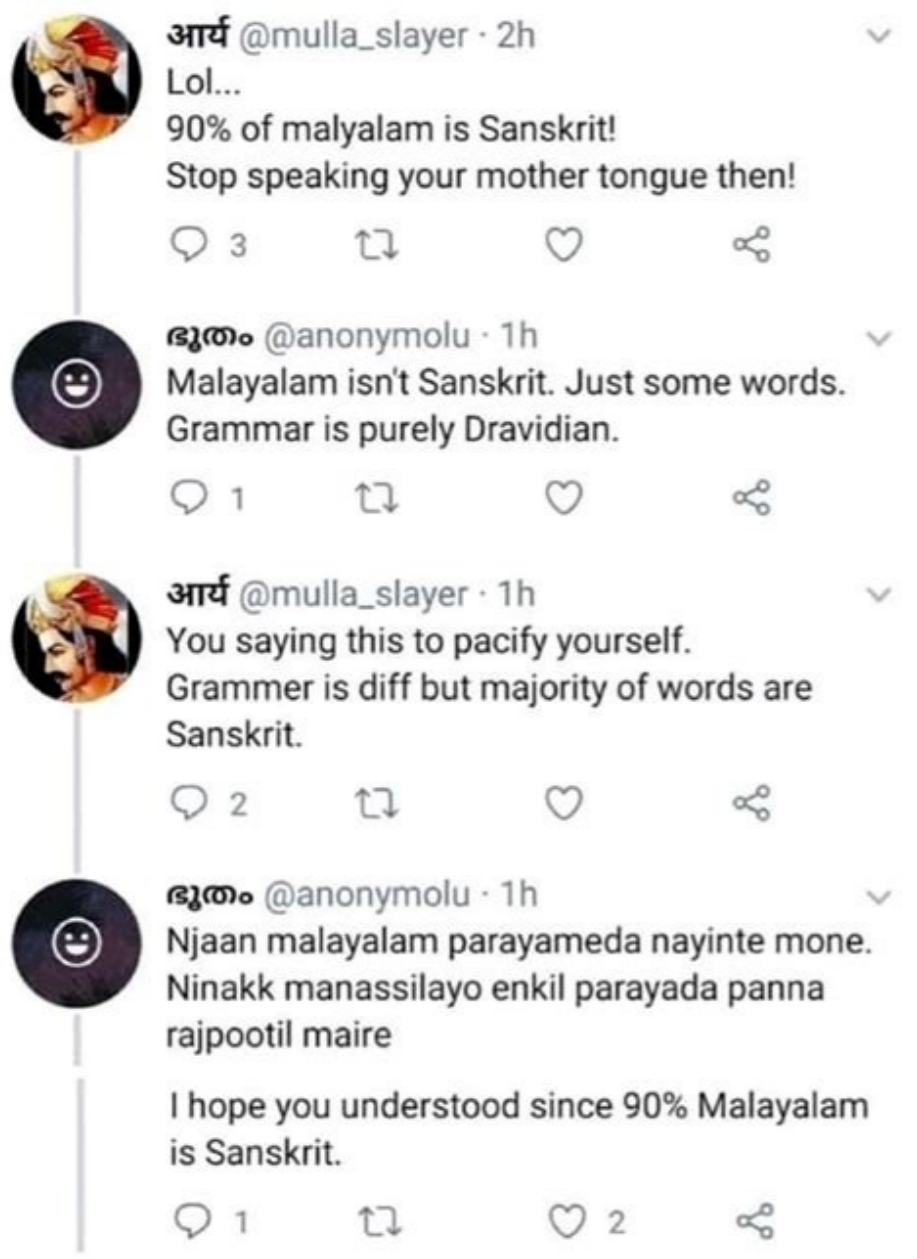 आर्य @mulla_slayer · 2h
Lol...
90% of malyalam is Sanskrit!
Stop speaking your mother tongue then!
3
ഭൂതം @anonymolu · 1h
Malayalam isn't Sanskrit. Just some words.
Grammar is purely Dravidian.
1
आर्य @mulla_slayer · 1h
You saying this to pacify yourself.
Grammer is diff but majority of words are
Sanskrit.
2
ഭൂതം @anonymolu · 1h
Njaan malayalam parayameda nayinte mone.
Ninakk manassilayo enkil parayada panna
rajpootil maire
I hope you understood since 90% Malayalam
is Sanskrit.
1 2